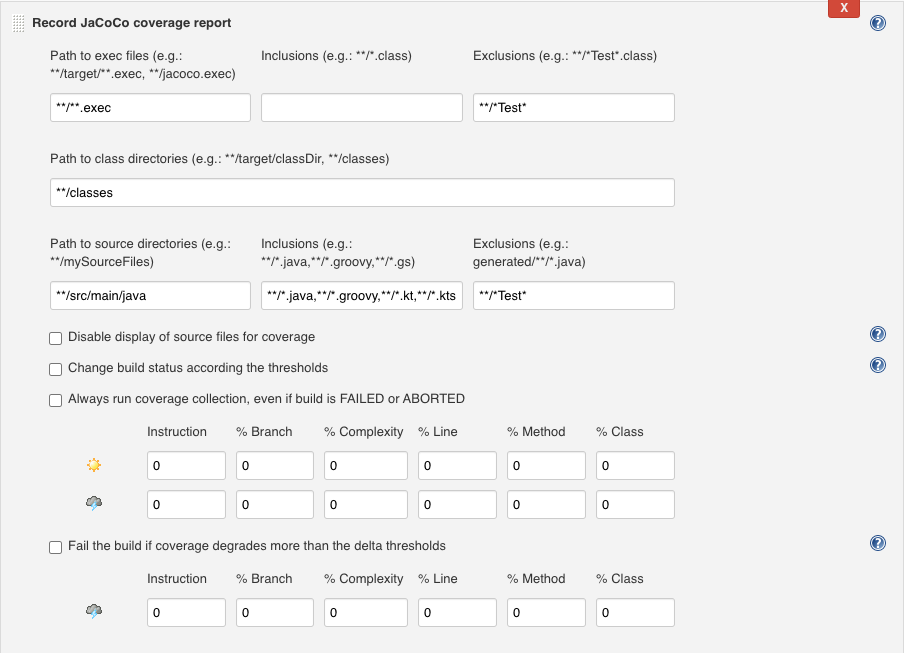 X
Record JaCoCo coverage report
?
Path to exec files (e.g.: Inclusions (e.g.: **/*.class) Exclusions (e.g.: **/*Test*.class)
**/target/**.exec, **/jacoco.exec)
**/**.exec **/*Test*
Path to class directories (e.g.: **/target/classDir, **/classes)
**/classes
Path to source directories (e.g.: Inclusions (e.g.: Exclusions (e.g.:
**/mySourceFiles) **/*.java,**/*.groovy,**/*.gs) generated/**/*.java)
**/src/main/java **/*.java,**/*.groovy,**/*.kt,**/*.kts **/*Test*
Disable display of source files for coverage ?
Change build status according the thresholds ?
Always run coverage collection, even if build is FAILED or ABORTED
Instruction % Branch % Complexity % Line % Method % Class
0 0 0 0 0 0
0 0 0 0 0 0
Fail the build if coverage degrades more than the delta thresholds ?
Instruction % Branch % Complexity % Line % Method % Class
0 0 0 0 0 0